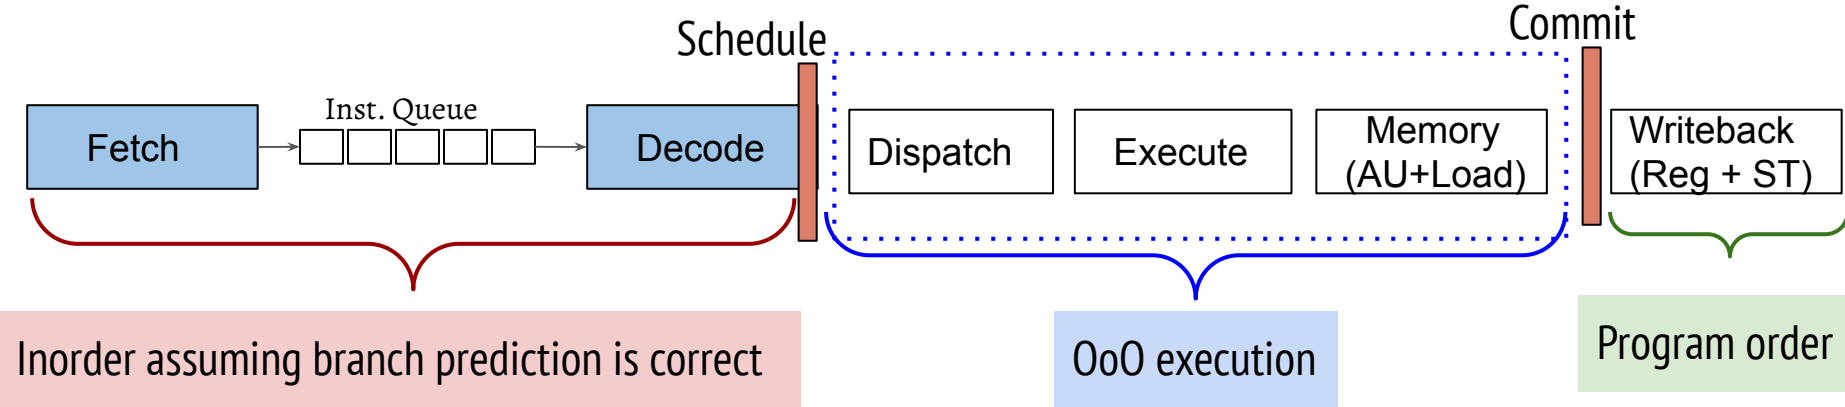 Schedule
Commit
Inst. Queue
Fetch
Decode
Dispatch
Execute
Memory
(AU+Load)
Writeback
(Reg + ST)
Inorder assuming branch prediction is correct
OoO execution
Program order